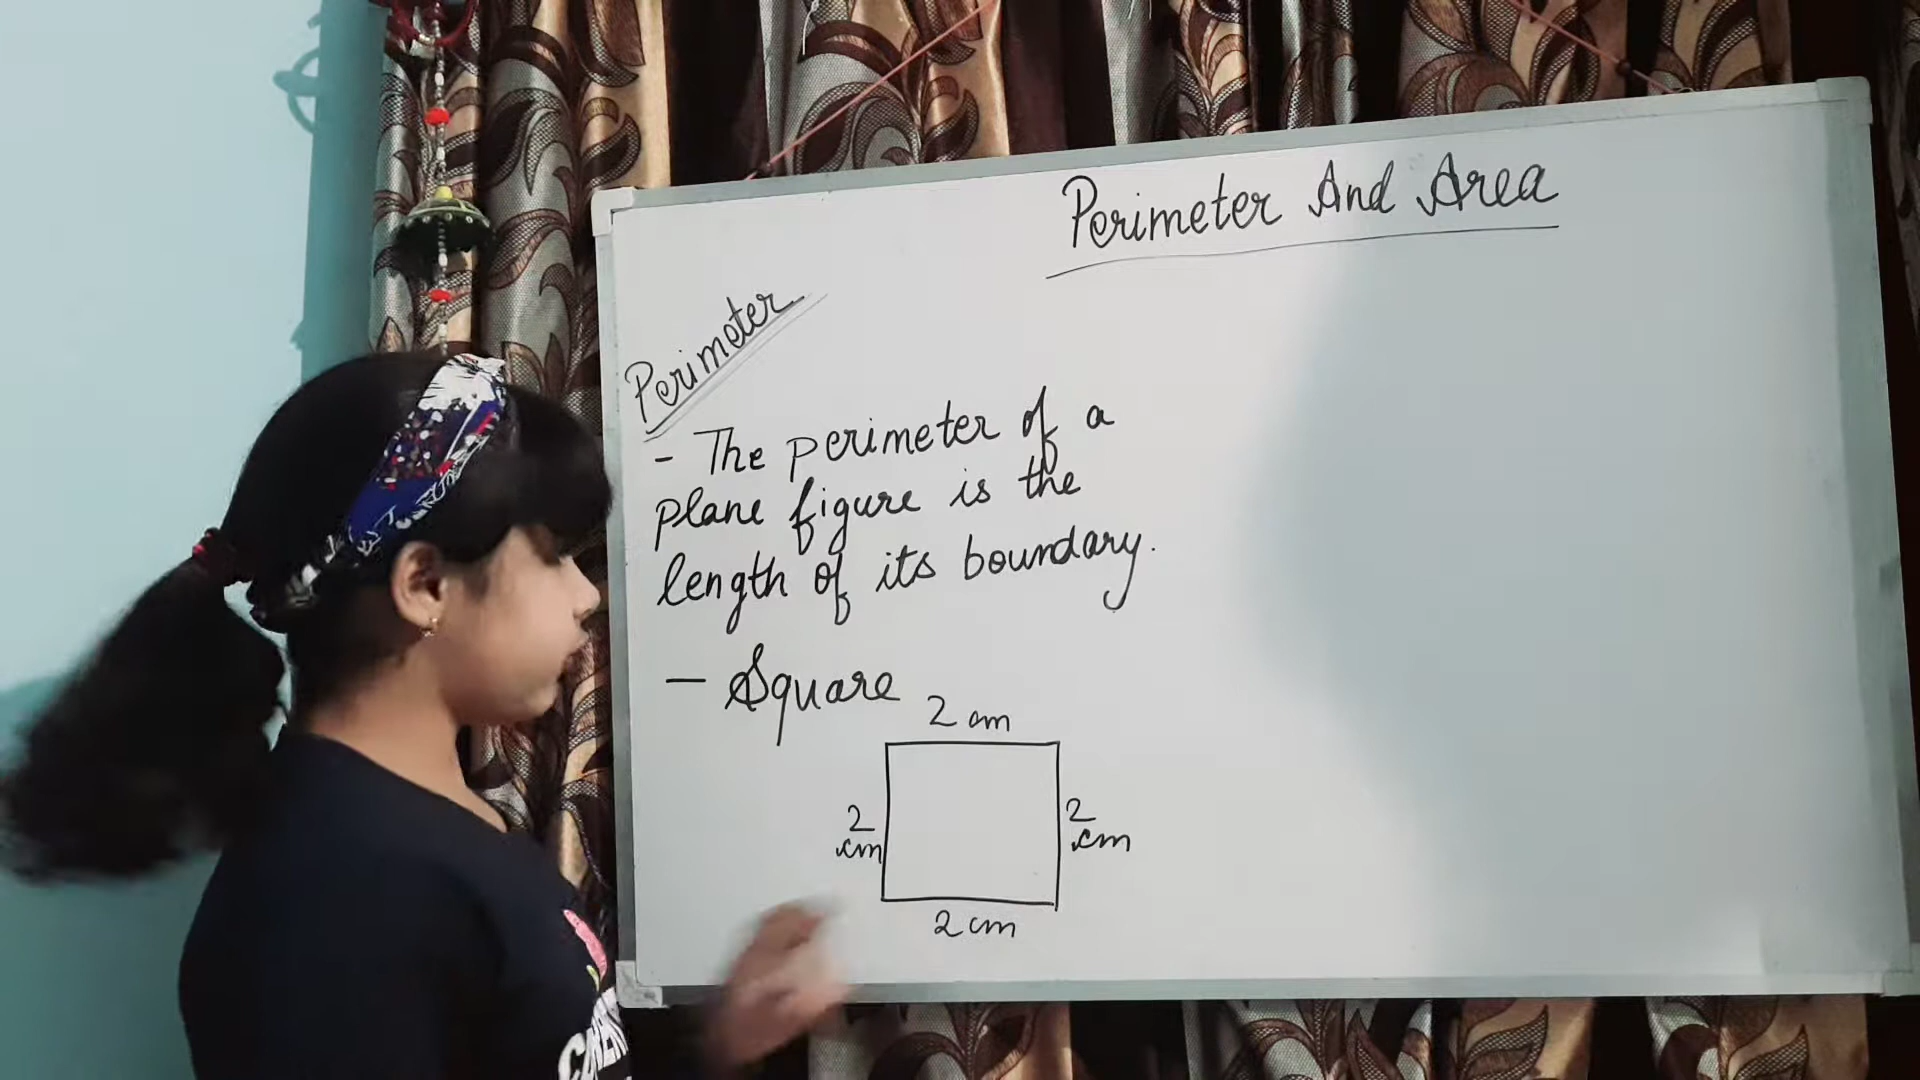 Perimeter And Area
Perimeter
- The perimeter of a
plane figure is the
length of its boundary.
- Square
2 cm
2
cm
2
cm
2 cm